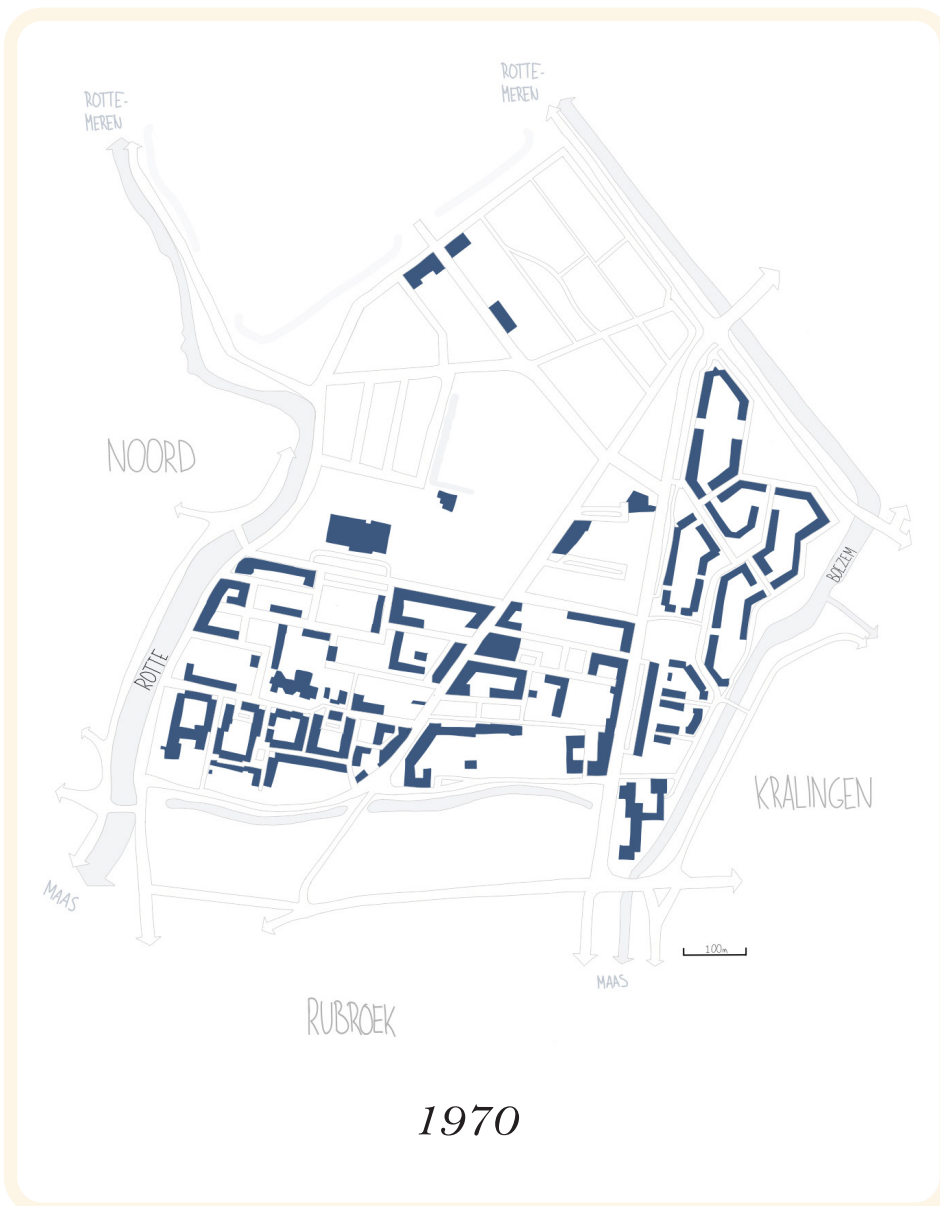 ROTTE-
MEREN
ROTTE-
MEREN
NOORD
BOEZEM
ROTTE
KRALINGEN
MAAS
100m
MAAS
RUBROEK
1970